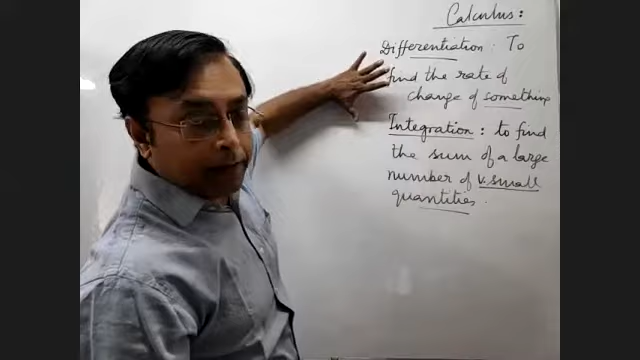 Calculus:
Differentiation: To
find the rate of
change of something
Integration: to find
the sum of a large
number of v. small
quantities.